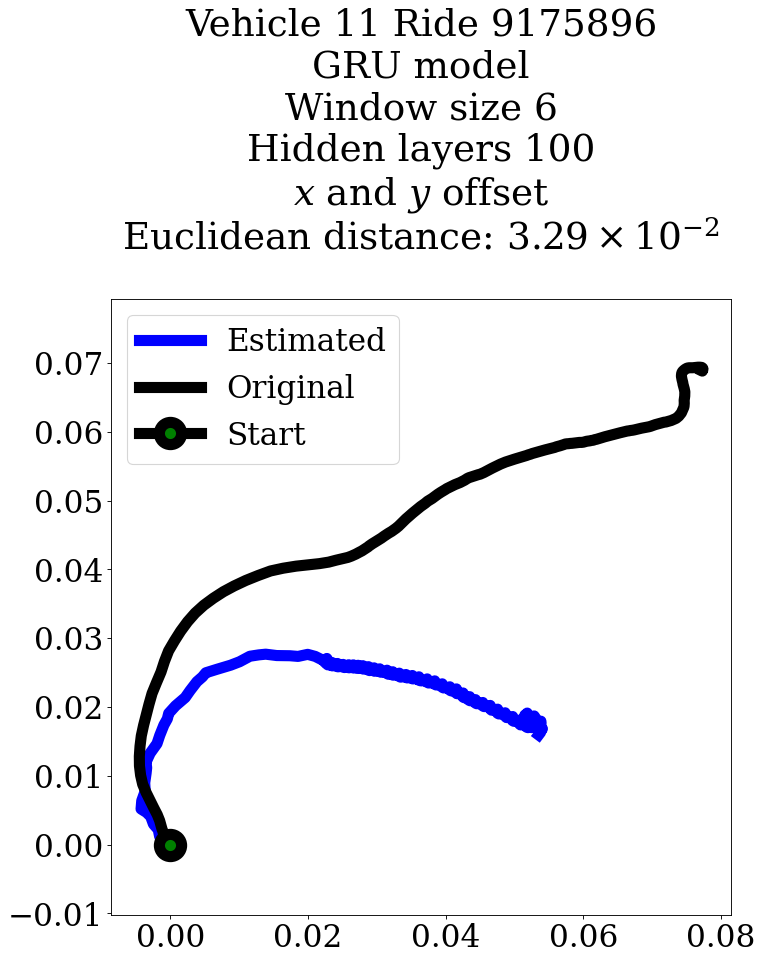 Vehicle 11 Ride 9175896
GRU model
Window size 6
Hidden layers 100
x and y offset
Euclidean distance: 3.29 × 10⁻²
Estimated
Original
Start
0.07
0.06
0.05
0.04
0.03
0.02
0.01
0.00
−0.01
0.00 0.02 0.04 0.06 0.08